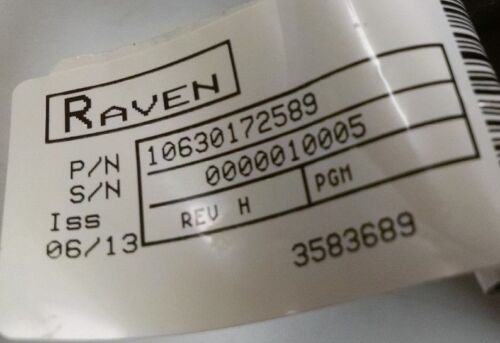 RAVEN
P/N 10630172589
S/N 0000010005
Iss REV H PGM
06/13
3583689